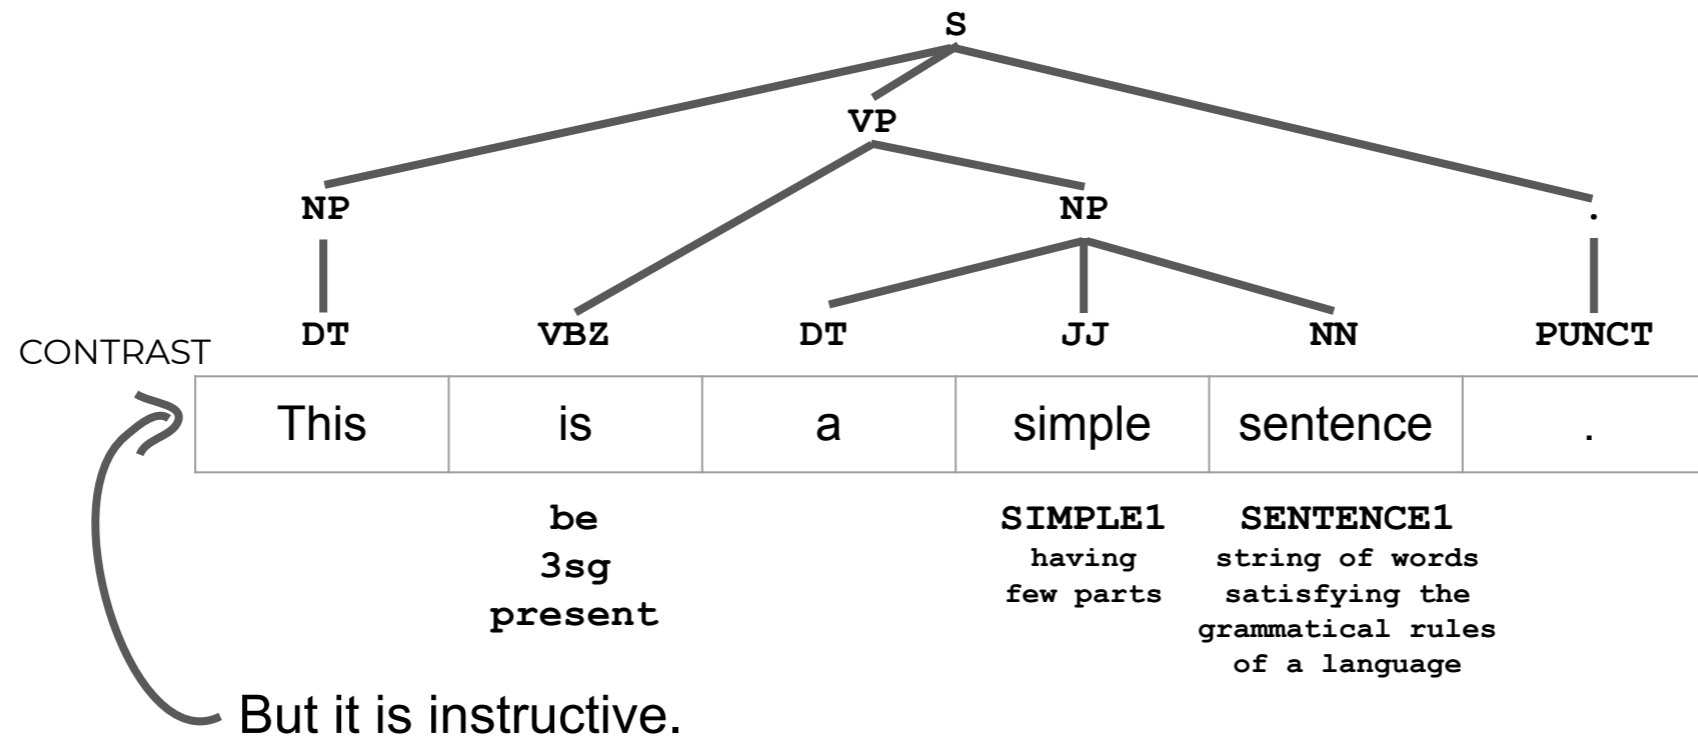 S
VP
NP NP .
DT VBZ DT JJ NN PUNCT
CONTRAST
This is a simple sentence .
be SIMPLE1 SENTENCE1
3sg having string of words
present few parts satisfying the
grammatical rules
of a language
But it is instructive.